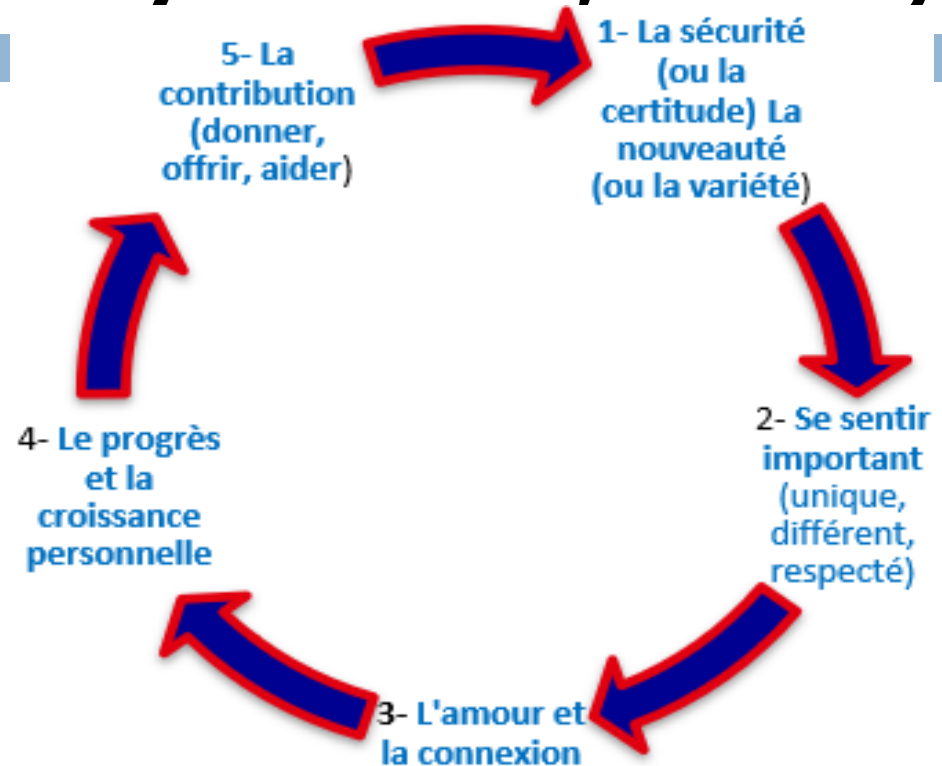 1- La sécurité
(ou la
certitude) La
nouveauté
(ou la variété)
2- Se sentir
important
(unique,
différent,
respecté)
3- L'amour et
la connexion
4- Le progrès
et la
croissance
personnelle
5- La
contribution
(donner,
offrir, aider)